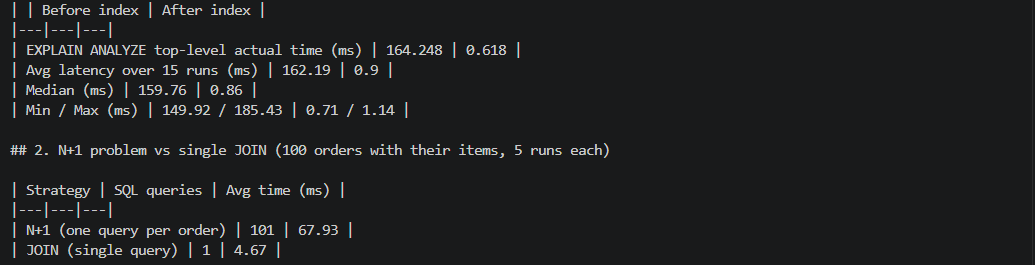 | | Before index | After index |
|---|---|---|
| EXPLAIN ANALYZE top-level actual time (ms) | 164.248 | 0.618 |
| Avg latency over 15 runs (ms) | 162.19 | 0.9 |
| Median (ms) | 159.76 | 0.86 |
| Min / Max (ms) | 149.92 / 185.43 | 0.71 / 1.14 |
## 2. N+1 problem vs single JOIN (100 orders with their items, 5 runs each)
| Strategy | SQL queries | Avg time (ms) |
|---|---|---|
| N+1 (one query per order) | 101 | 67.93 |
| JOIN (single query) | 1 | 4.67 |